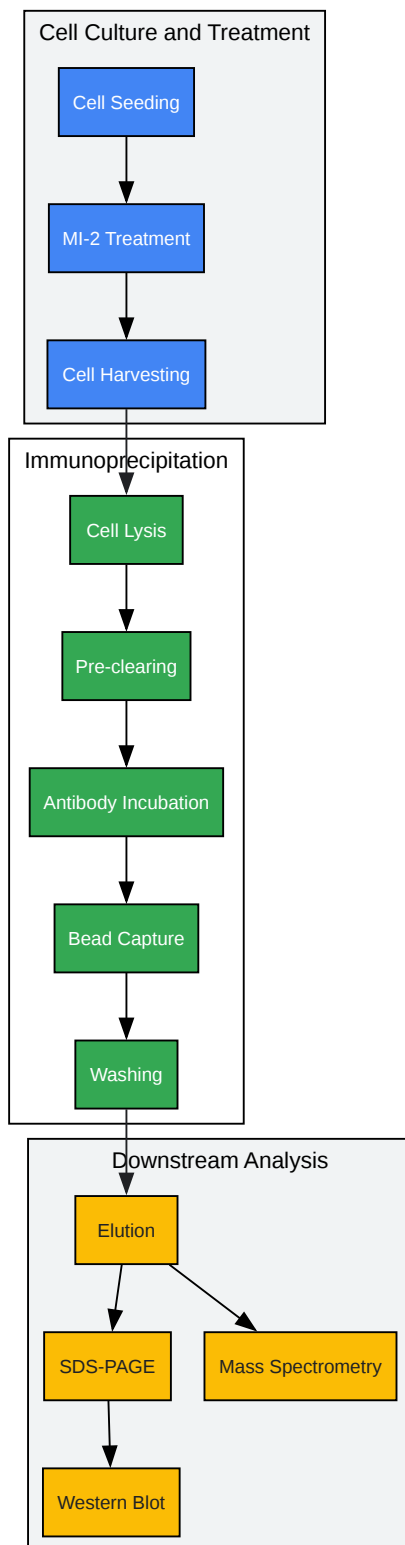 Cell Culture and Treatment
Cell Seeding
MI-2 Treatment
Cell Harvesting
Immunoprecipitation
Cell Lysis
Pre-clearing
Antibody Incubation
Bead Capture
Washing
Downstream Analysis
Elution
SDS-PAGE
Mass Spectrometry
Western Blot